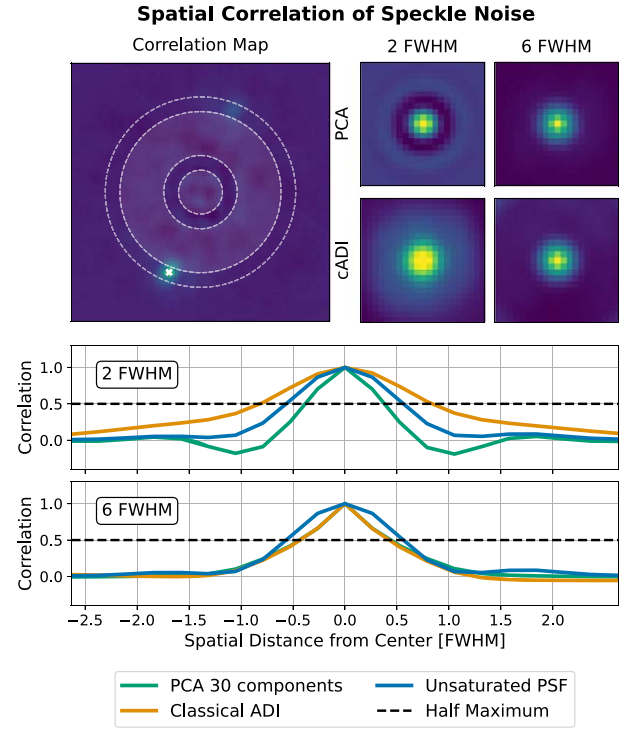 Spatial Correlation of Speckle Noise
Correlation Map
2 FWHM
6 FWHM
PCA
cADI
Correlation
1.0
0.5
0.0
2 FWHM
Correlation
1.0
0.5
0.0
6 FWHM
−2.5 −2.0 −1.5 −1.0 −0.5 0.0 0.5 1.0 1.5 2.0
Spatial Distance from Center [FWHM]
PCA 30 components
Classical ADI
Unsaturated PSF
Half Maximum